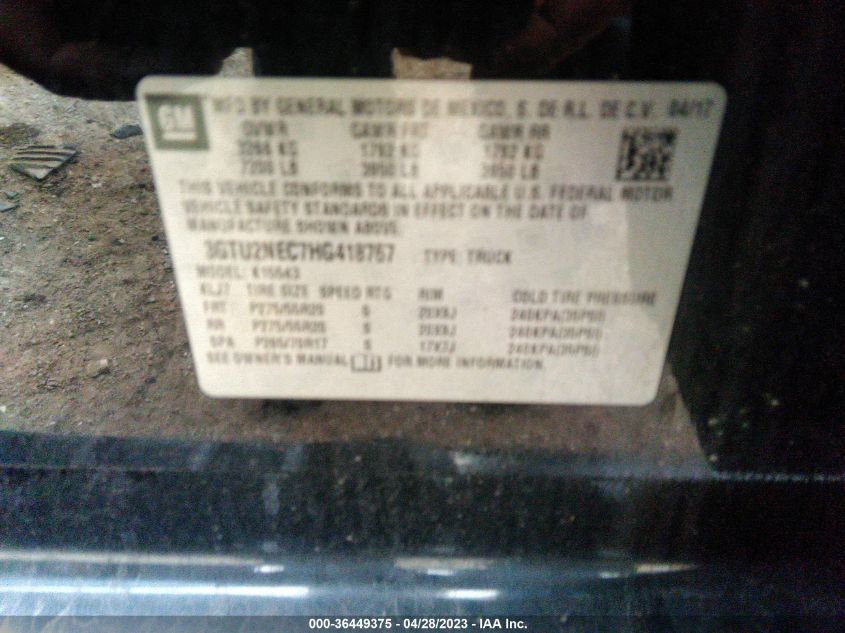 GM
MFD BY GENERAL MOTORS DE MEXICO, S. DE R.L. DE C.V. 04/17
GVWR GAWR FRT GAWR RR
KG 1792 KG 1792 KG
LB 3950 LB 3950 LB
THIS VEHICLE CONFORMS TO ALL APPLICABLE U.S. FEDERAL MOTOR
VEHICLE SAFETY STANDARDS IN EFFECT ON THE DATE OF
MANUFACTURE SHOWN ABOVE.
3GTU2NEC7HG418757 TYPE: TRUCK
MODEL: K15543
TIRE SIZE SPEED RTG RIM COLD TIRE PRESSURE
FRT P275/55R20 S 20X9J 240KPA(35PSI)
RR P275/55R20 S 20X9J 240KPA(35PSI)
SPA P265/70R17 S 17X7J 240KPA(35PSI)
SEE OWNER'S MANUAL FOR MORE INFORMATION.
000-36449375 - 04/28/2023 - IAA Inc.